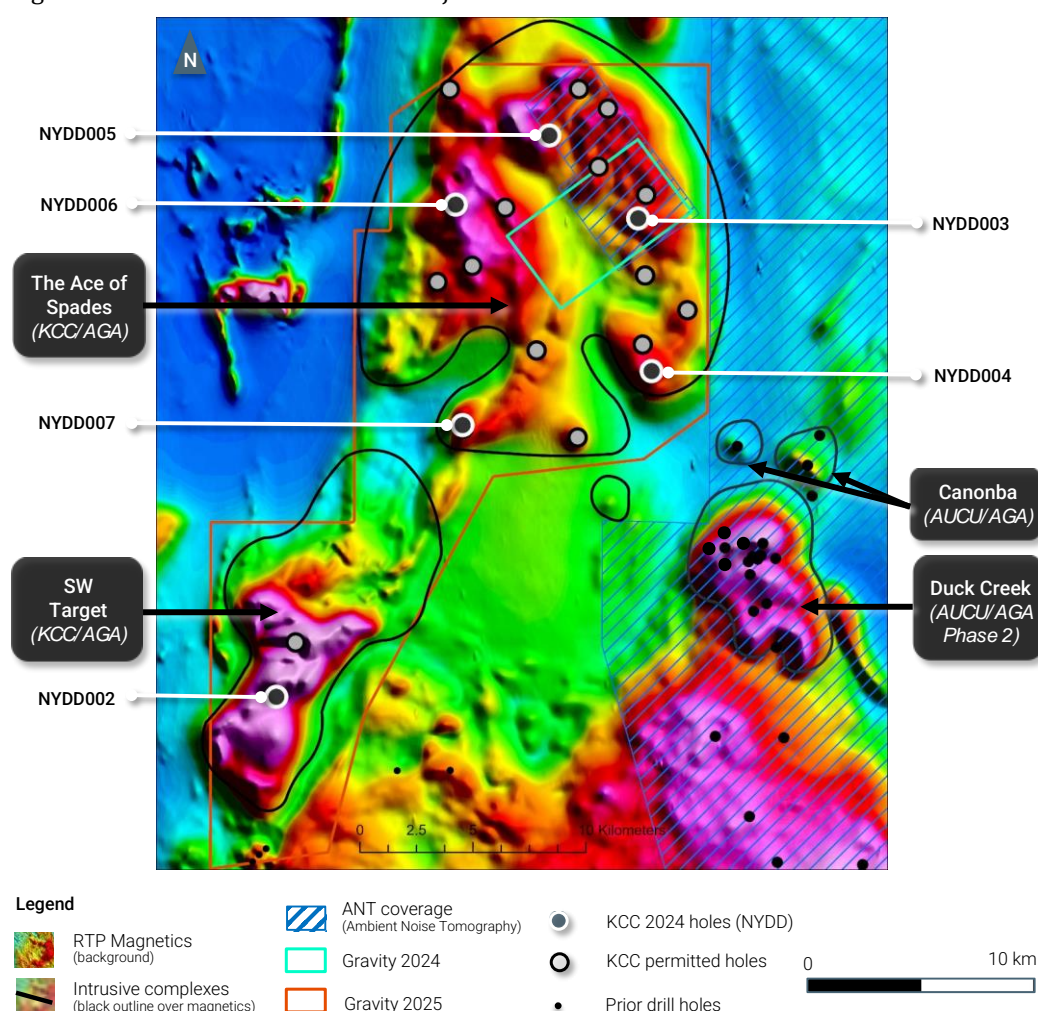 N
NYDD005
NYDD006
NYDD003
The Ace of
Spades
(KCC/AGA)
NYDD004
NYDD007
Canonba
(AUCU/AGA)
SW
Target
(KCC/AGA)
Duck Creek
(AUCU/AGA
Phase 2)
NYDD002
0 2.5 5 10 Kilometers
Legend
RTP Magnetics
(background)
Intrusive complexes
(black outline over magnetics)
ANT coverage
(Ambient Noise Tomography)
Gravity 2024
Gravity 2025
KCC 2024 holes (NYDD)
KCC permitted holes
Prior drill holes
0 10 km